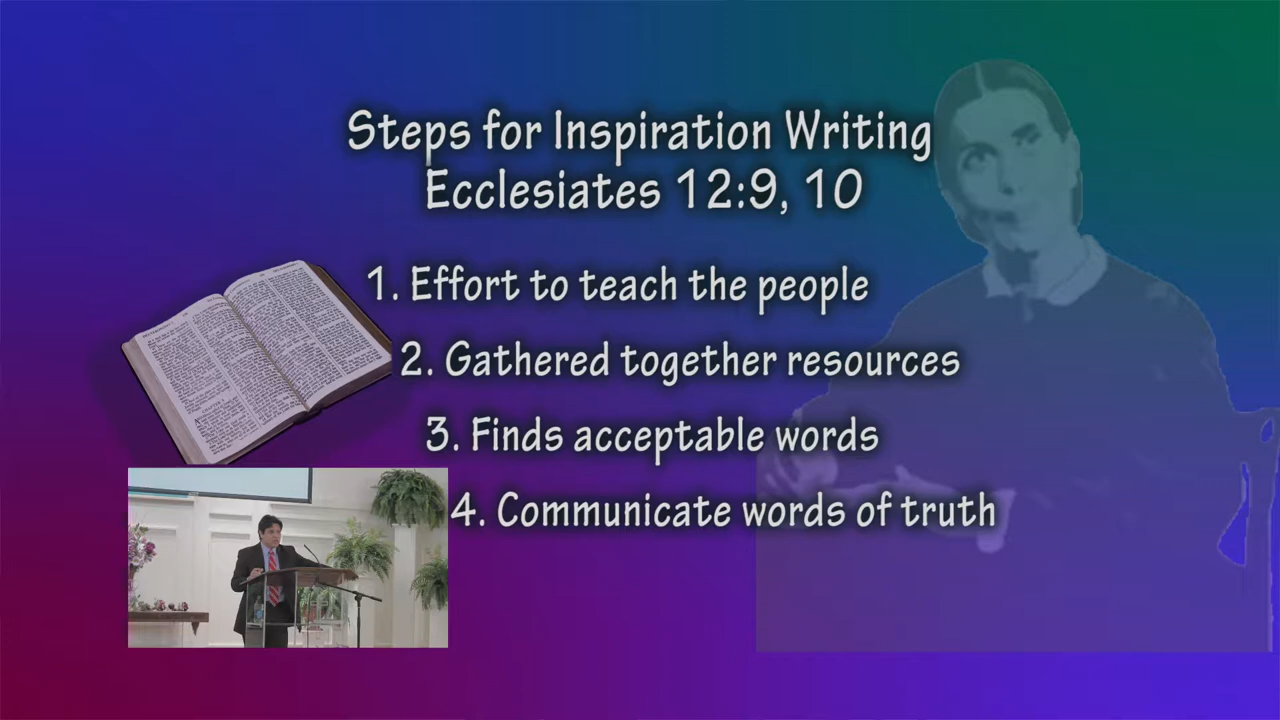 Steps for Inspiration Writing
Ecclesiates 12:9, 10
1. Effort to teach the people
2. Gathered together resources
3. Finds acceptable words
4. Communicate words of truth